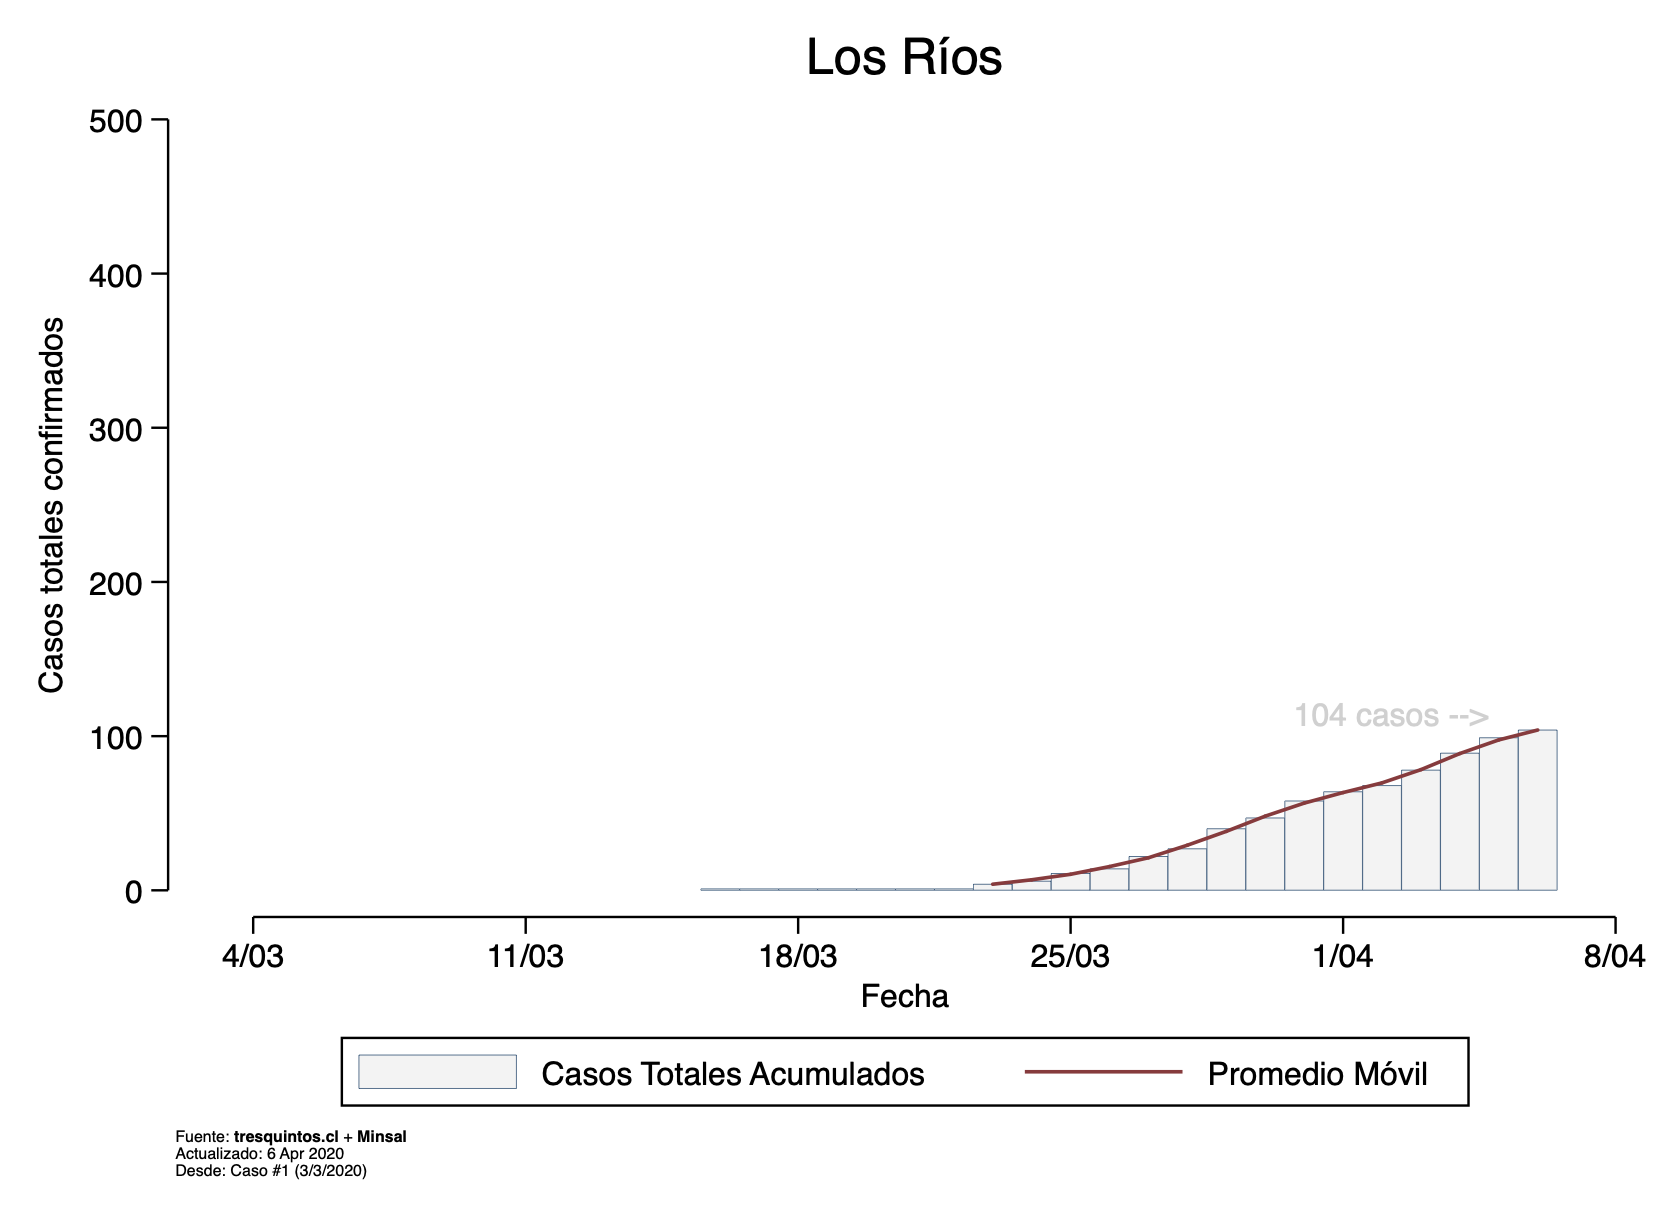 Los Ríos
500
400
300
200
100
0
Casos totales confirmados
104 casos -->
4/03 11/03 18/03 25/03 1/04 8/04
Fecha
Casos Totales Acumulados Promedio Móvil
Fuente: tresquintos.cl + Minsal
Actualizado: 6 Apr 2020
Desde: Caso #1 (3/3/2020)